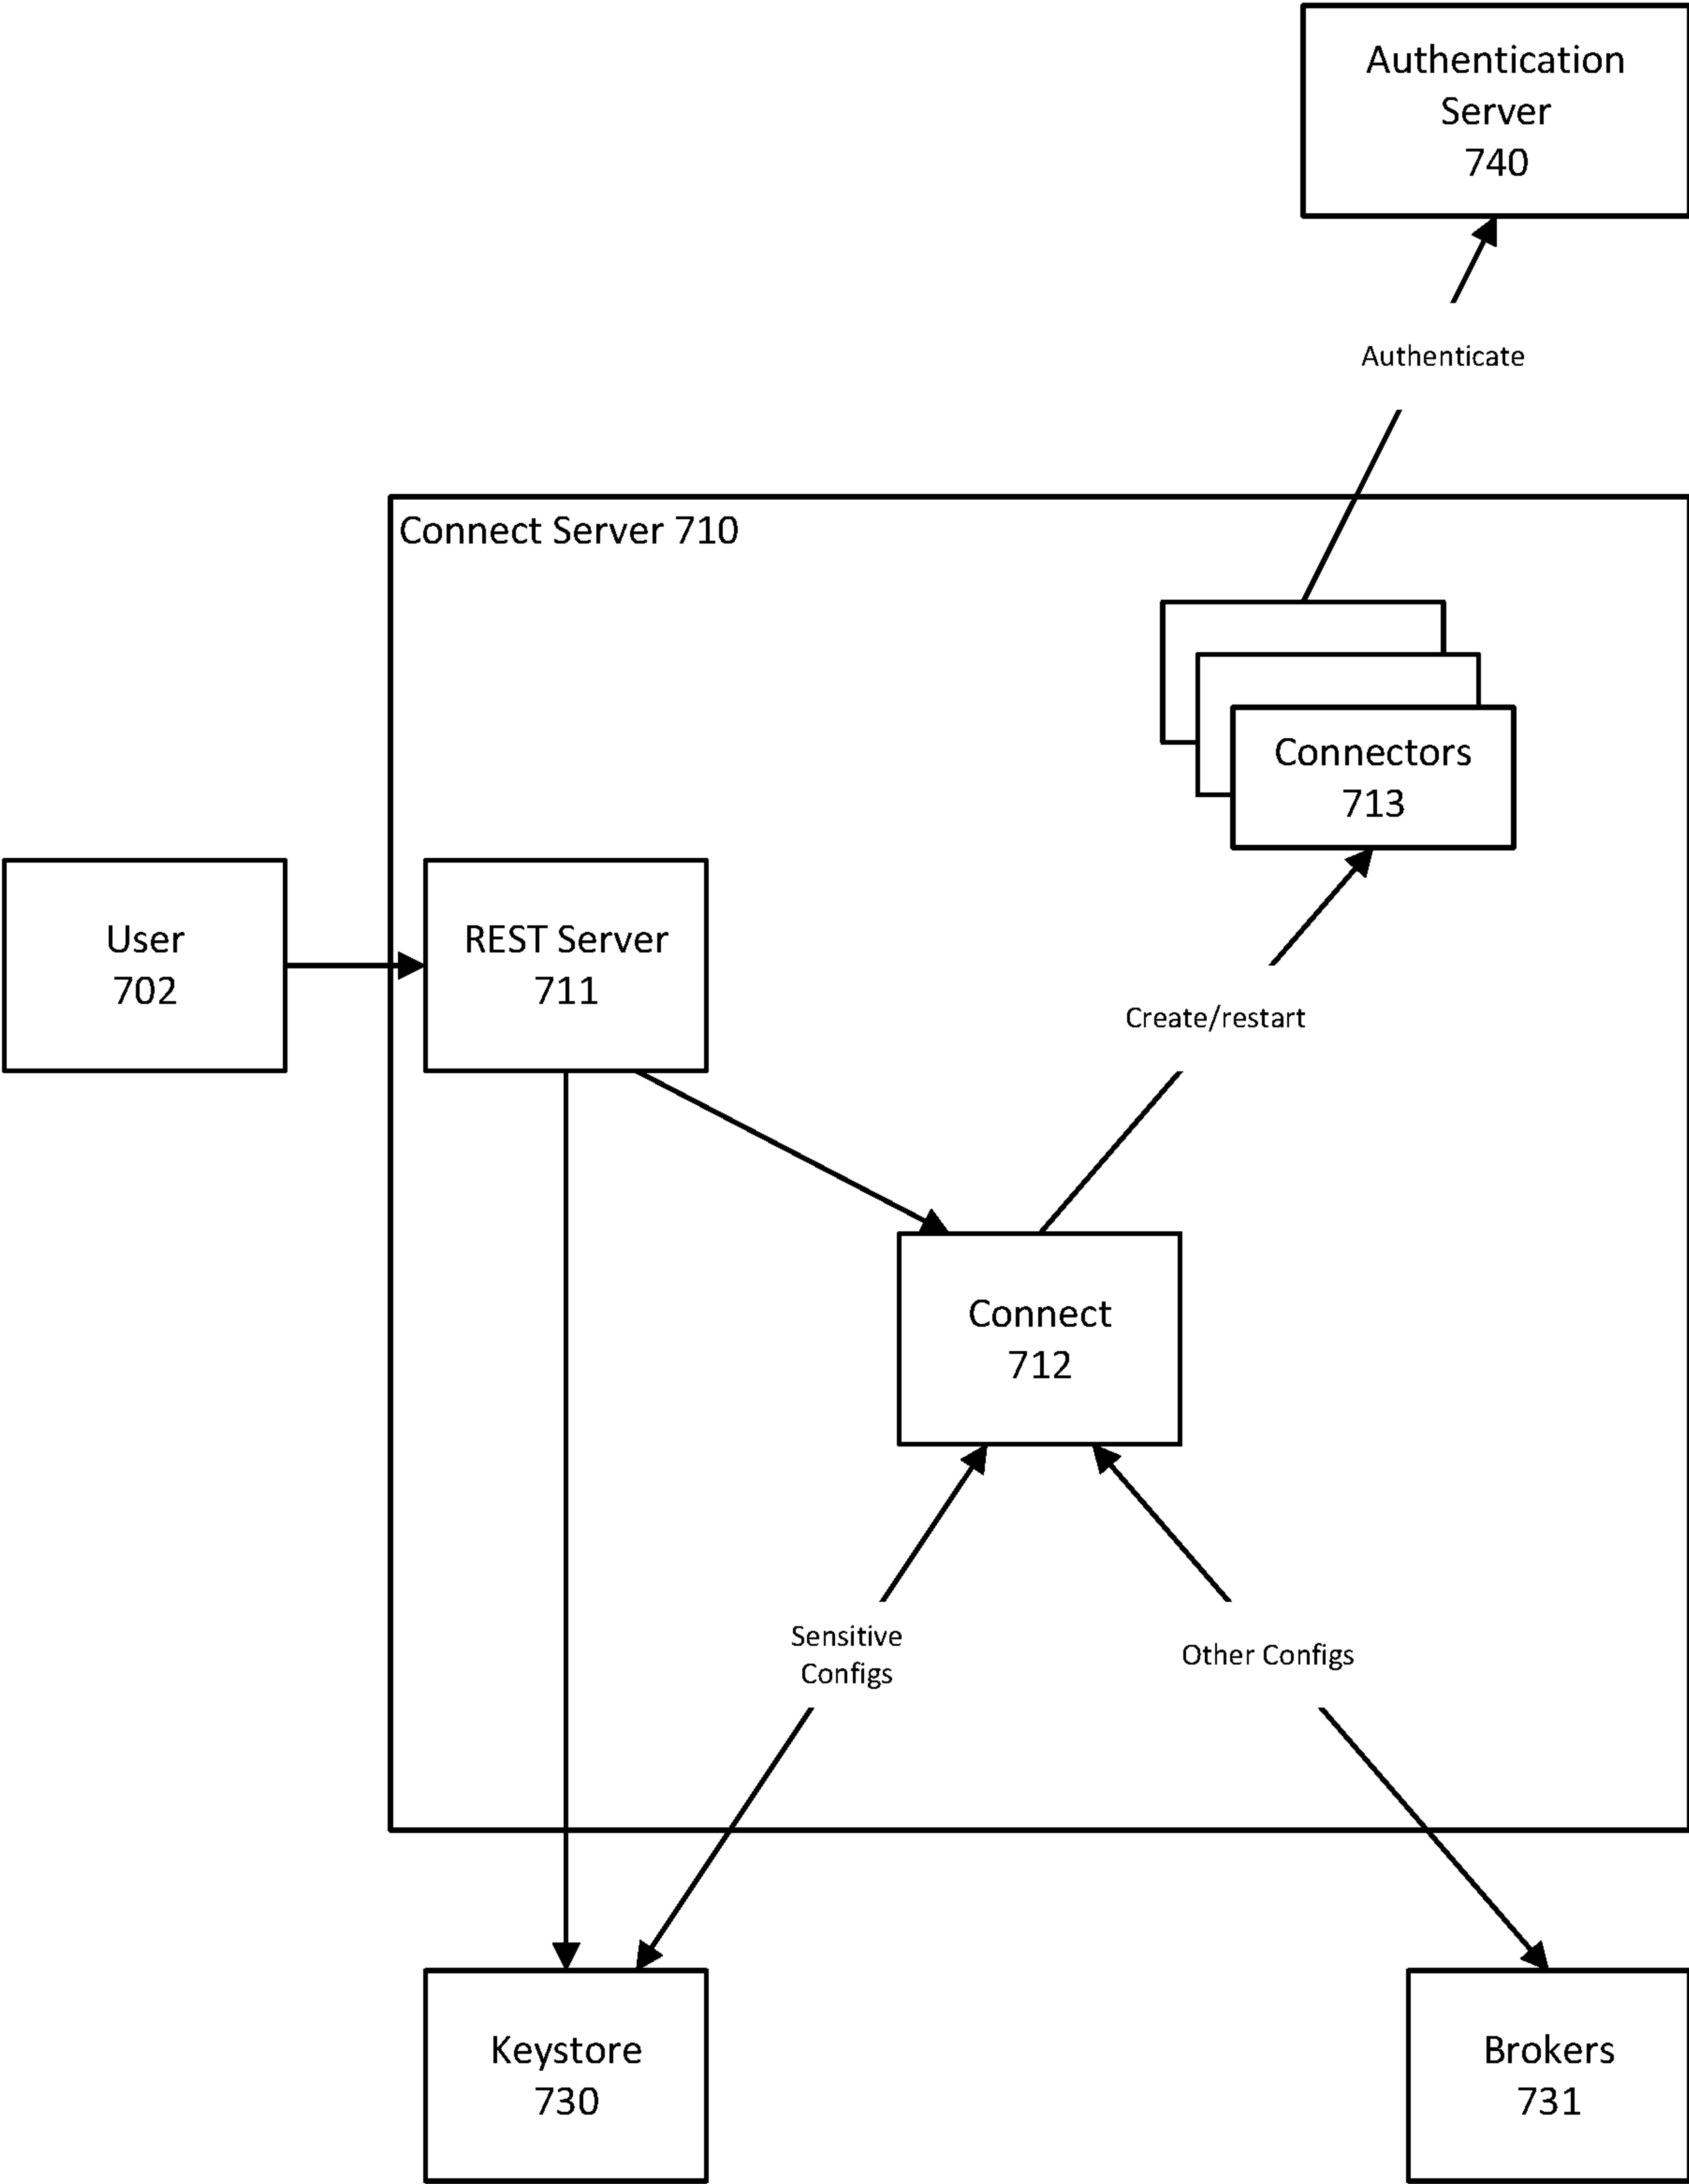 Authentication
Server
740
Authenticate
Connect Server 710
Connectors
713
User
702
REST Server
711
Create/restart
Connect
712
Sensitive
Configs
Other Configs
Keystore
730
Brokers
731